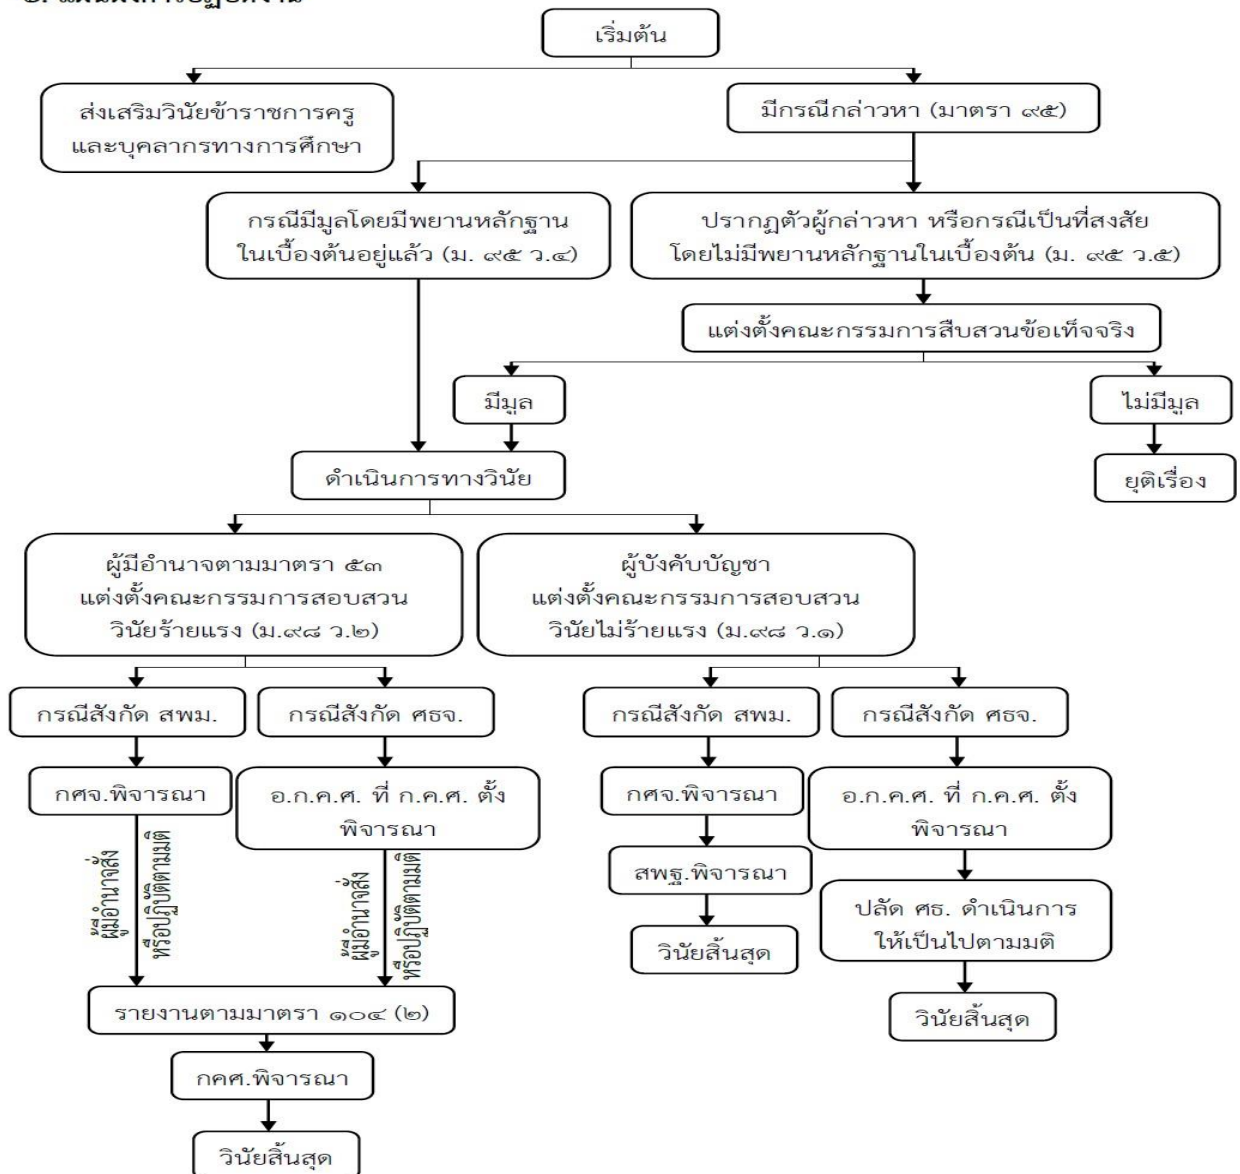 เริ่มต้น
ส่งเสริมวินัยข้าราชการครู
และบุคลากรทางการศึกษา
มีกรณีกล่าวหา (มาตรา ๙๕)
กรณีมีมูลโดยมีพยานหลักฐาน
ในเบื้องต้นอยู่แล้ว (ม. ๙๕ ว.๔)
ปรากฏตัวผู้กล่าวหา หรือกรณีเป็นที่สงสัย
โดยไม่มีพยานหลักฐานในเบื้องต้น (ม. ๙๕ ว.๕)
แต่งตั้งคณะกรรมการสืบสวนข้อเท็จจริง
มีมูล
ไม่มีมูล
ดำเนินการทางวินัย
ยุติเรื่อง
ผู้มีอำนาจตามมาตรา ๕๓
แต่งตั้งคณะกรรมการสอบสวน
วินัยร้ายแรง (ม.๙๘ ว.๒)
ผู้บังคับบัญชา
แต่งตั้งคณะกรรมการสอบสวน
วินัยไม่ร้ายแรง (ม.๙๘ ว.๑)
กรณีสังกัด สพม.
กรณีสังกัด ศธจ.
กรณีสังกัด สพม.
กรณีสังกัด ศธจ.
กศจ.พิจารณา
อ.ก.ค.ศ. ที่ ก.ค.ศ. ตั้ง
พิจารณา
กศจ.พิจารณา
อ.ก.ค.ศ. ที่ ก.ค.ศ. ตั้ง
พิจารณา
ผู้มีอำนาจสั่ง
หรือปฏิบัติตามมติ
ผู้มีอำนาจสั่ง
หรือปฏิบัติตามมติ
สพฐ.พิจารณา
ปลัด ศธ. ดำเนินการ
ให้เป็นไปตามมติ
วินัยสิ้นสุด
วินัยสิ้นสุด
รายงานตามมาตรา ๑๐๔ (๒)
กคศ.พิจารณา
วินัยสิ้นสุด